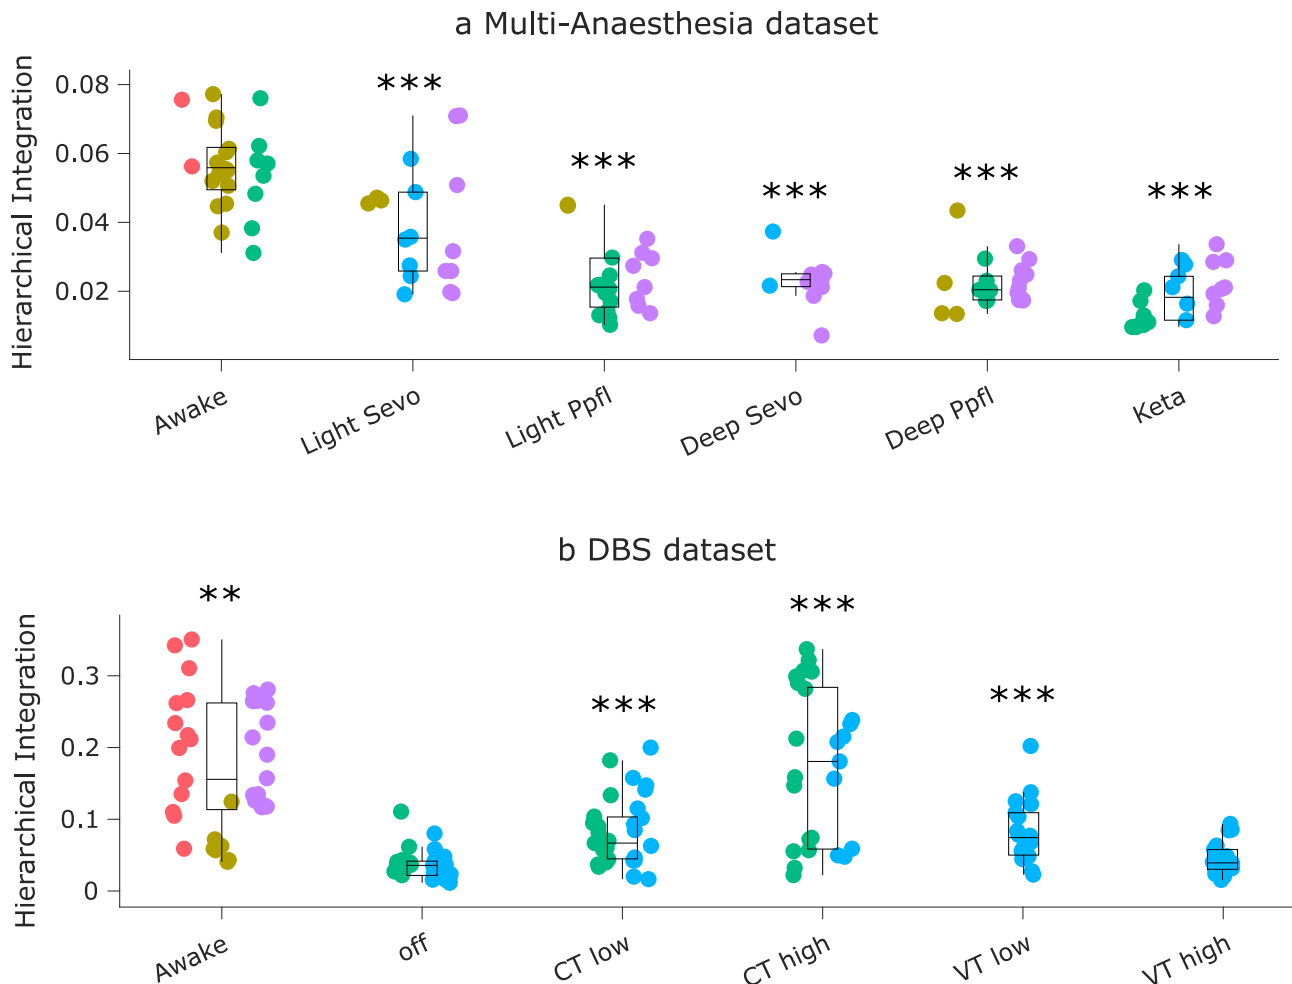 a Multi-Anaesthesia dataset
Hierarchical Integration
0.08
0.06
0.04
0.02
***
***
***
***
***
Awake
Light Sevo
Light Ppfl
Deep Sevo
Deep Ppfl
Keta
b DBS dataset
Hierarchical Integration
0.3
0.2
0.1
0
**
***
***
***
Awake
off
CT low
CT high
VT low
VT high